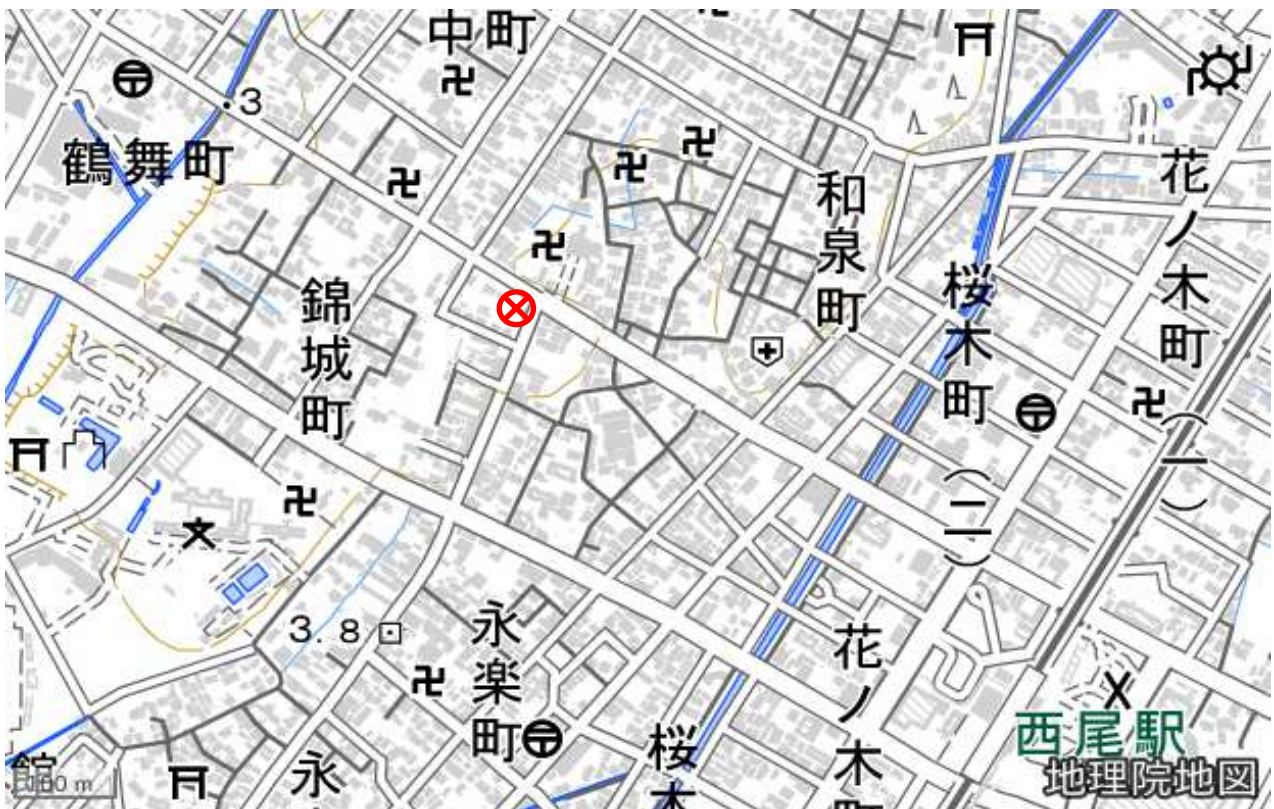 中町
.3
鶴舞町
和泉町
花ノ木町(一)
錦城町
桜木町(二)
3.8
永楽町
花ノ木町
桜木
永
館
西尾駅
100 m
地理院地図